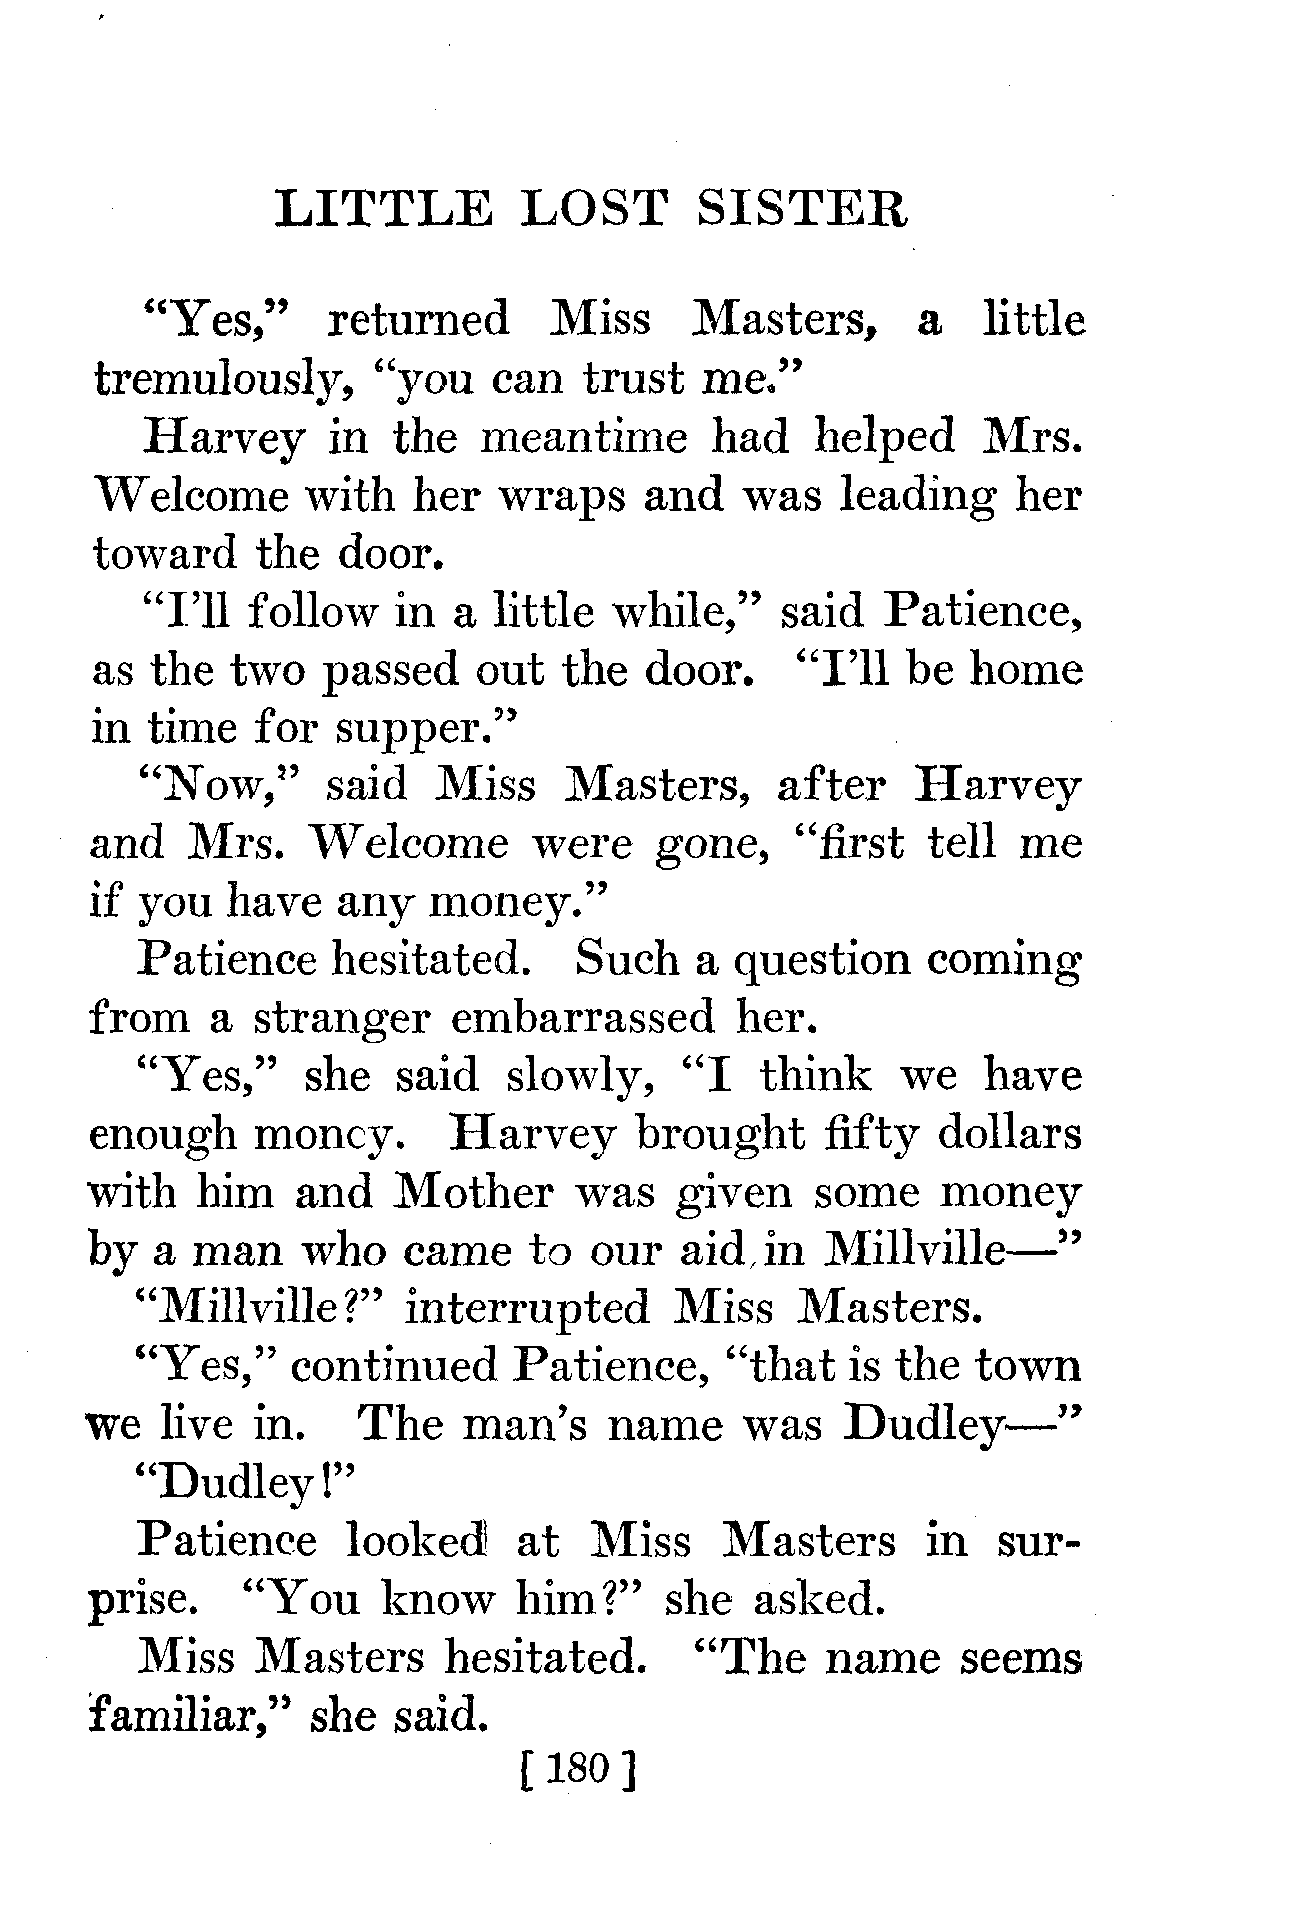 LITTLE LOST SISTER
“Yes,” returned Miss Masters, a little
tremulously, “you can trust me.”
Harvey in the meantime had helped Mrs.
Welcome with her wraps and was leading her
toward the door.
“I’ll follow in a little while,” said Patience,
as the two passed out the door. “I’ll be home
in time for supper.”
“Now,” said Miss Masters, after Harvey
and Mrs. Welcome were gone, “first tell me
if you have any money.”
Patience hesitated. Such a question coming
from a stranger embarrassed her.
“Yes,” she said slowly, “I think we have
enough money. Harvey brought fifty dollars
with him and Mother was given some money
by a man who came to our aid in Millville—”
“Millville?” interrupted Miss Masters.
“Yes,” continued Patience, “that is the town
we live in. The man’s name was Dudley—”
“Dudley!”
Patience looked at Miss Masters in sur-
prise. “You know him?” she asked.
Miss Masters hesitated. “The name seems
familiar,” she said.
[ 180 ]